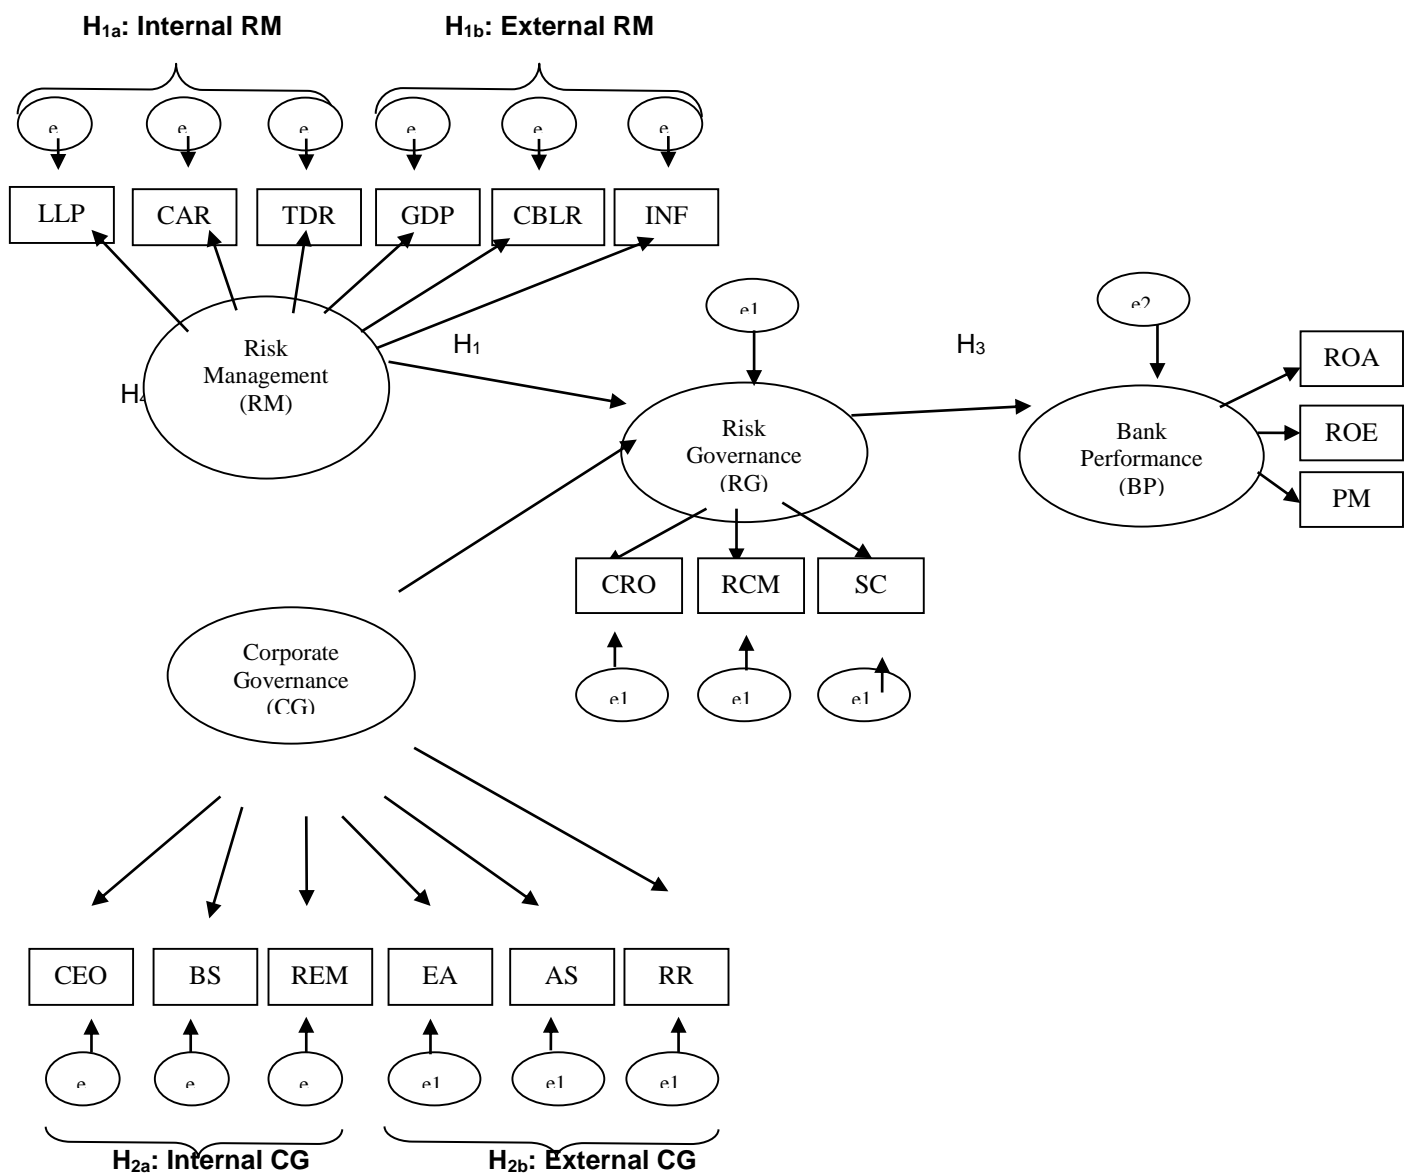 H1a: Internal RM
H1b: External RM
e
e
e
e
e
e
LLP
CAR
TDR
GDP
CBLR
INF
Risk
Management
(RM)
H1
e1
e2
H3
ROA
ROE
PM
Risk
Governance
(RG)
Bank
Performance
(BP)
CRO
RCM
SC
e1
e1
e1
Corporate
Governance
(CG)
CEO
BS
REM
EA
AS
RR
e
e
e
e1
e1
e1
H2a: Internal CG
H2b: External CG